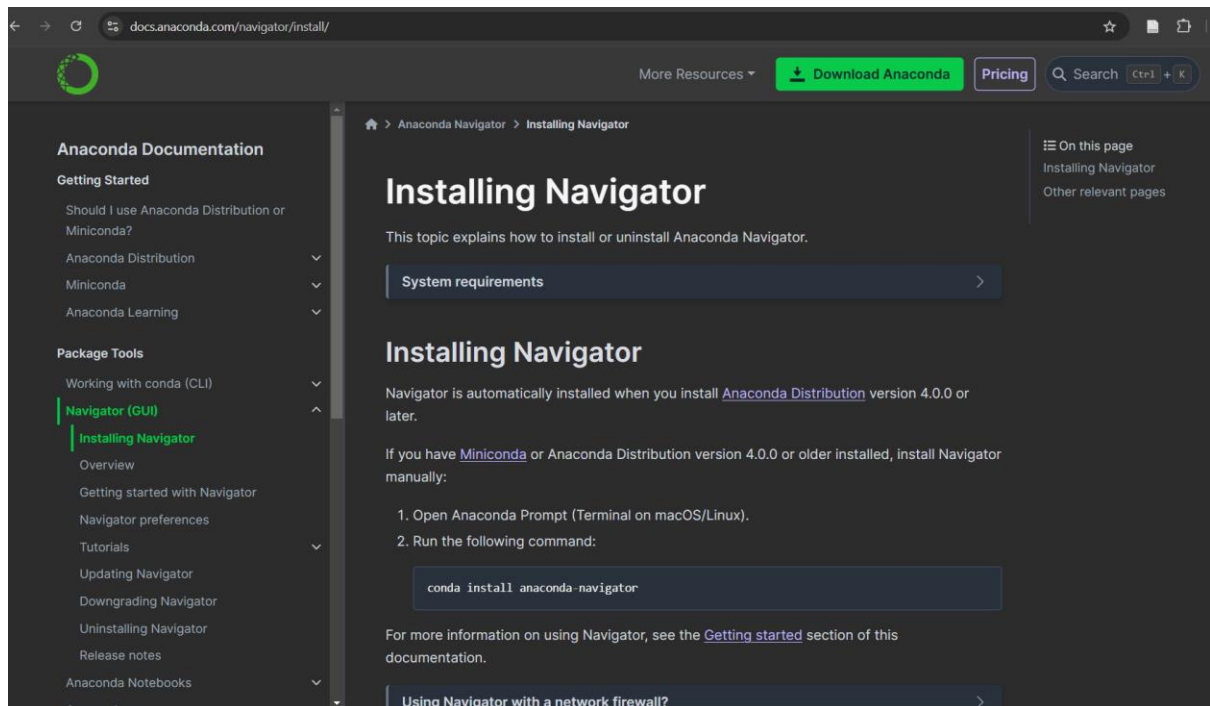 docs.anaconda.com/navigator/install/
More Resources
Download Anaconda
Pricing
Search Ctrl + K
Anaconda Documentation
Getting Started
Should I use Anaconda Distribution or
Miniconda?
Anaconda Distribution
Miniconda
Anaconda Learning
Package Tools
Working with conda (CLI)
Navigator (GUI)
Installing Navigator
Overview
Getting started with Navigator
Navigator preferences
Tutorials
Updating Navigator
Downgrading Navigator
Uninstalling Navigator
Release notes
Anaconda Notebooks
> Anaconda Navigator > Installing Navigator
Installing Navigator
This topic explains how to install or uninstall Anaconda Navigator.
System requirements
Installing Navigator
Navigator is automatically installed when you install Anaconda Distribution version 4.0.0 or
later.
If you have Miniconda or Anaconda Distribution version 4.0.0 or older installed, install Navigator
manually:
1. Open Anaconda Prompt (Terminal on macOS/Linux).
2. Run the following command:
conda install anaconda-navigator
For more information on using Navigator, see the Getting started section of this
documentation.
Using Navigator with a network firewall?
On this page
Installing Navigator
Other relevant pages